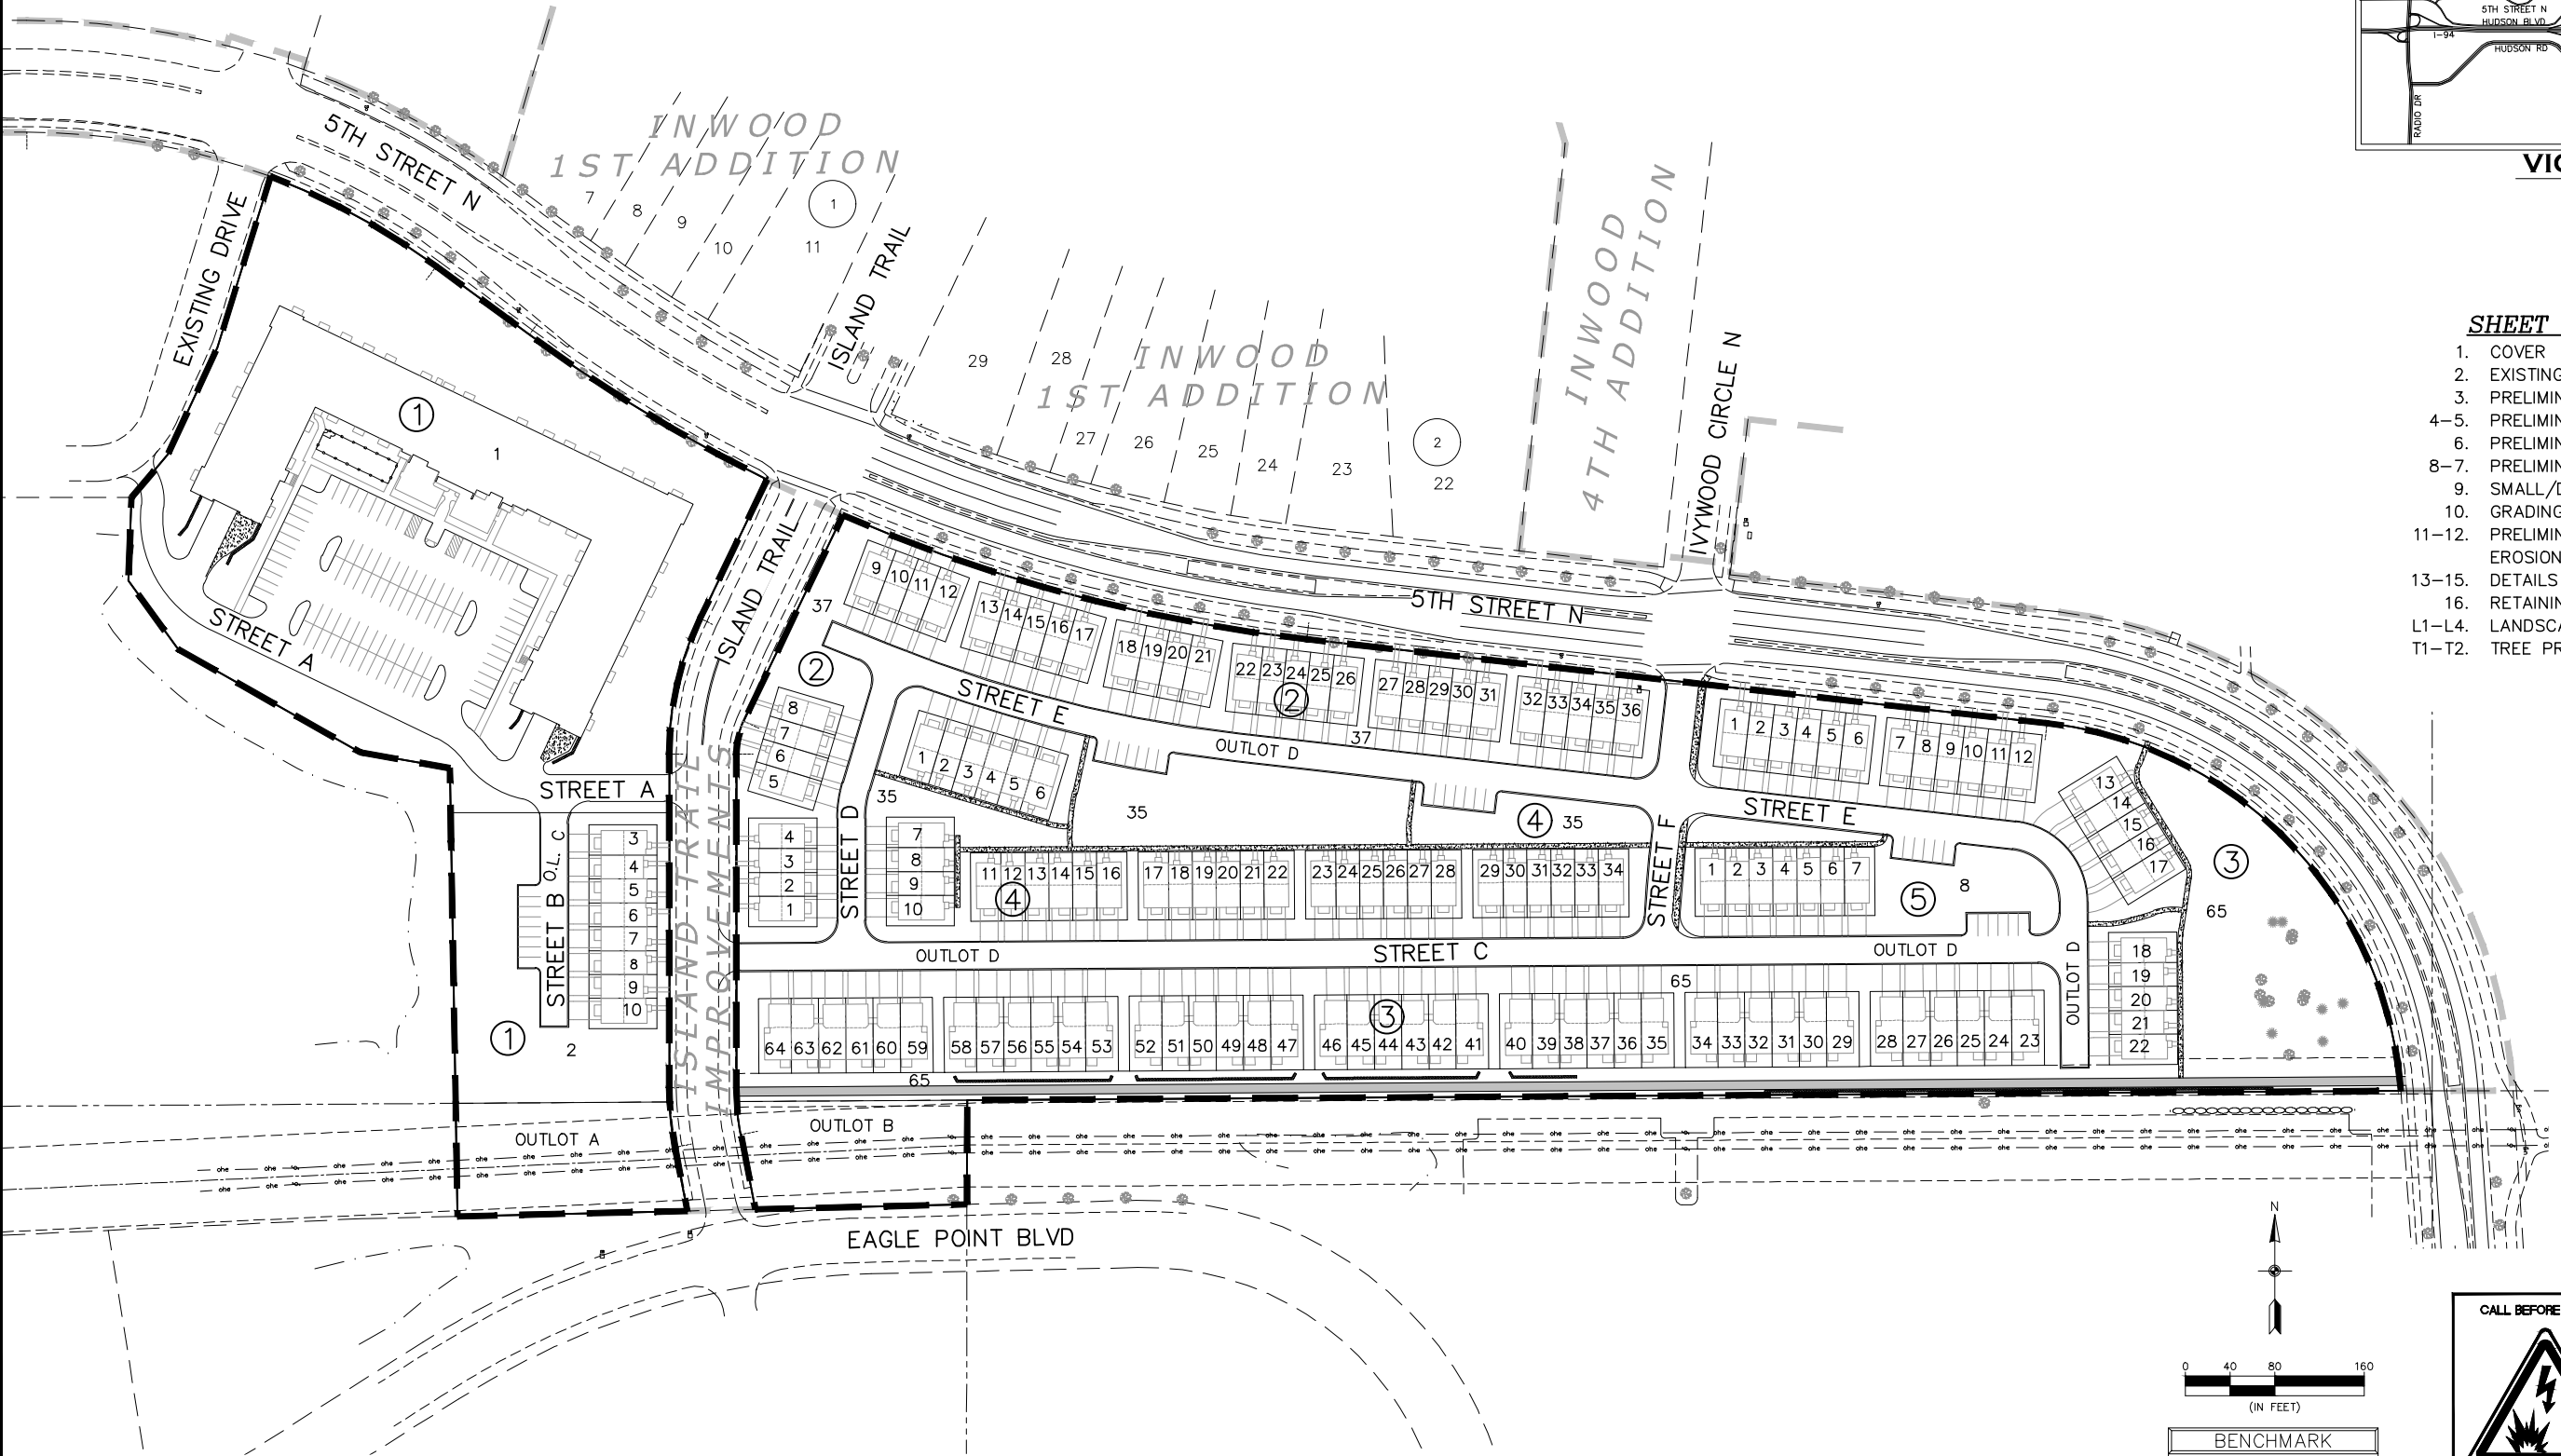 5TH STREET N
HUDSON BLVD
I-94
HUDSON RD
RADIO DR
5TH STREET N
INWOOD
1ST ADDITION
1
7
8
9
10
11
EXISTING DRIVE
ISLAND TRAIL
INWOOD
1ST ADDITION
29
28
27
26
25
24
23
2
22
INWOOD
4TH ADDITION
IVYWOOD CIRCLE N
SHEET
1. COVER
2. EXISTING
3. PRELIMIN
4-5. PRELIMIN
6. PRELIMIN
8-7. PRELIMIN
9. SMALL/D
10. GRADING
11-12. PRELIMIN
EROSION
13-15. DETAILS
16. RETAININ
L1-L4. LANDSCA
T1-T2. TREE PR
1
1
STREET A
ISLAND TRAIL
5TH STREET N
37
9 10 11 12
13 14 15 16 17
18 19 20 21
22 23 24 25 26
27 28 29 30 31
32 33 34 35 36
2
2
37
STREET E
OUTLOT D
8
7
6
5
4
3
2
1
STREET D
1 2 3 4 5 6
35
35
4
35
STREET F
1 2 3 4 5 6
7 8 9 10 11 12
STREET E
13
14
15
16
17
3
65
STREET A
O.L. C
STREET B
3
4
5
6
7
8
9
10
1
2
ISLAND TRAIL
IMPROVEMENTS
7
8
9
10
11 12 13 14 15 16
4
17 18 19 20 21 22
23 24 25 26 27 28
29 30 31 32 33 34
1 2 3 4 5 6 7
5
8
OUTLOT D
STREET C
OUTLOT D
OUTLOT D
18
19
20
21
22
65
3
64 63 62 61 60 59
58 57 56 55 54 53
52 51 50 49 48 47
46 45 44 43 42 41
40 39 38 37 36 35
34 33 32 31 30 29
28 27 26 25 24 23
65
OUTLOT A
OUTLOT B
EAGLE POINT BLVD
N
0 40 80 160
(IN FEET)
BENCHMARK
CALL BEFORE